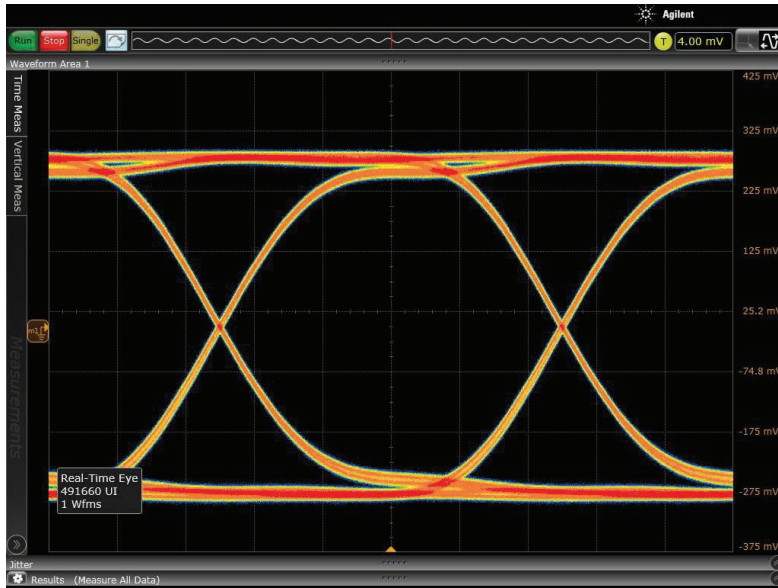 Agilent
Run Stop Single T 4.00 mV
Waveform Area 1
Time Meas
Vertical Meas
Measurements
425 mV
325 mV
225 mV
125 mV
25.2 mV
-74.8 mV
-175 mV
-275 mV
-375 mV
m1
Real-Time Eye
491660 UI
1 Wfms
Jitter
Results (Measure All Data)